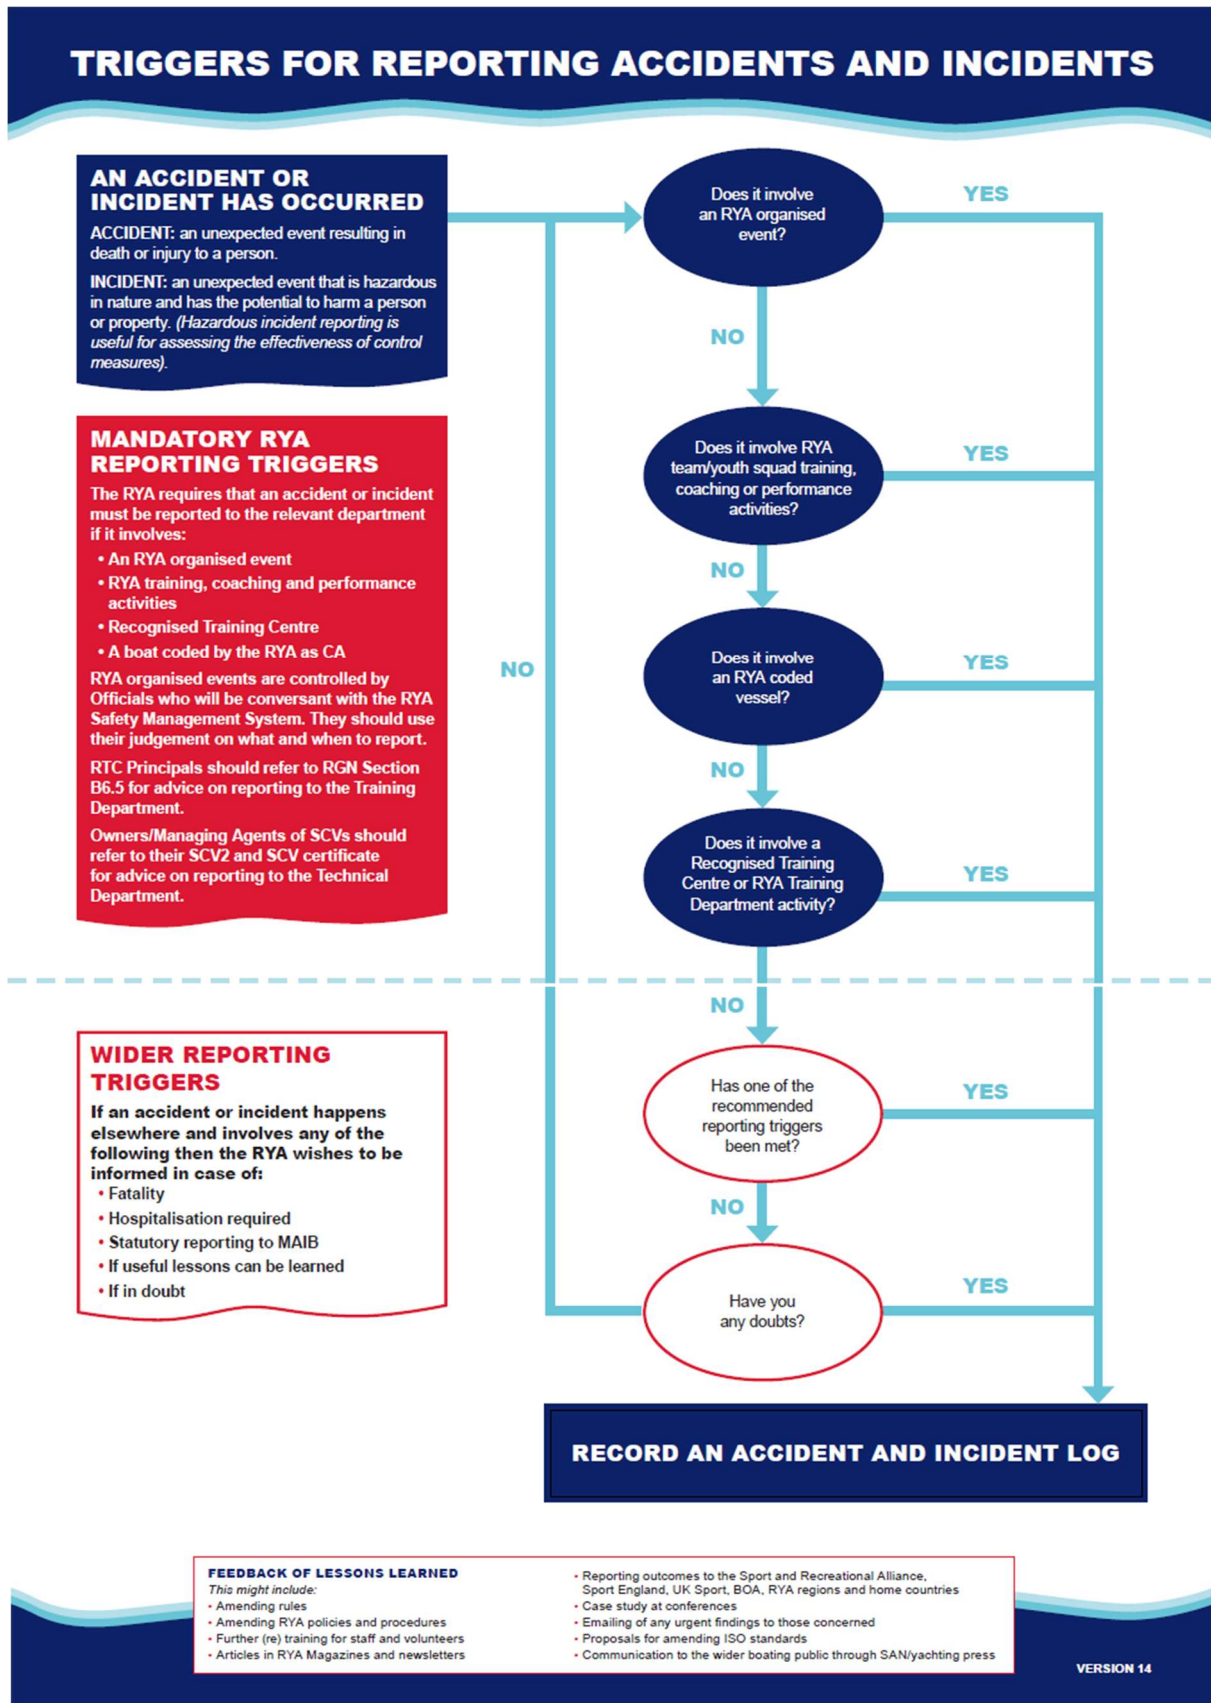 TRIGGERS FOR REPORTING ACCIDENTS AND INCIDENTS
AN ACCIDENT OR
INCIDENT HAS OCCURRED
ACCIDENT: an unexpected event resulting in
death or injury to a person.
INCIDENT: an unexpected event that is hazardous
in nature and has the potential to harm a person
or property. (Hazardous incident reporting is
useful for assessing the effectiveness of control
measures).
MANDATORY RYA
REPORTING TRIGGERS
The RYA requires that an accident or incident
must be reported to the relevant department
if it involves:
• An RYA organised event
• RYA training, coaching and performance
activities
• Recognised Training Centre
• A boat coded by the RYA as CA
RYA organised events are controlled by
Officials who will be conversant with the RYA
Safety Management System. They should use
their judgement on what and when to report.
RTC Principals should refer to RGN Section
B6.5 for advice on reporting to the Training
Department.
Owners/Managing Agents of SCVs should
refer to their SCV2 and SCV certificate
for advice on reporting to the Technical
Department.
WIDER REPORTING
TRIGGERS
If an accident or incident happens
elsewhere and involves any of the
following then the RYA wishes to be
informed in case of:
• Fatality
• Hospitalisation required
• Statutory reporting to MAIB
• If useful lessons can be learned
• If in doubt
Does it involve
an RYA organised
event?
YES
NO
Does it involve RYA
team/youth squad training,
coaching or performance
activities?
YES
NO
Does it involve
an RYA coded
vessel?
YES
NO
NO
Does it involve a
Recognised Training
Centre or RYA Training
Department activity?
YES
NO
Has one of the
recommended
reporting triggers
been met?
YES
NO
Have you
any doubts?
YES
RECORD AN ACCIDENT AND INCIDENT LOG
FEEDBACK OF LESSONS LEARNED
This might include:
• Amending rules
• Amending RYA policies and procedures
• Further (re) training for staff and volunteers
• Articles in RYA Magazines and newsletters
• Reporting outcomes to the Sport and Recreational Alliance,
Sport England, UK Sport, BOA, RYA regions and home countries
• Case study at conferences
• Emailing of any urgent findings to those concerned
• Proposals for amending ISO standards
• Communication to the wider boating public through SAN/yachting press
VERSION 14